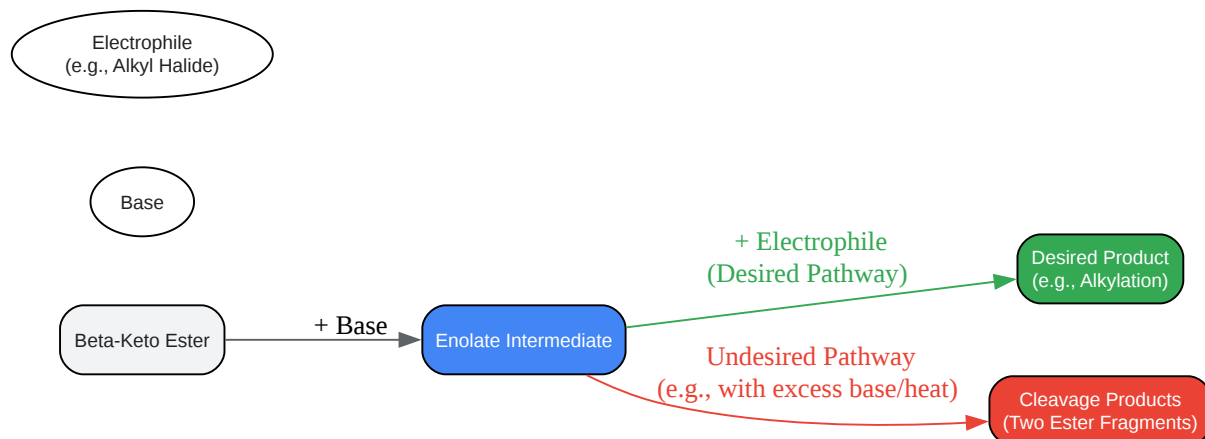 Electrophile
(e.g., Alkyl Halide)
Base
Beta-Keto Ester
+ Base
Enolate Intermediate
+ Electrophile
(Desired Pathway)
Desired Product
(e.g., Alkylation)
Undesired Pathway
(e.g., with excess base/heat)
Cleavage Products
(Two Ester Fragments)